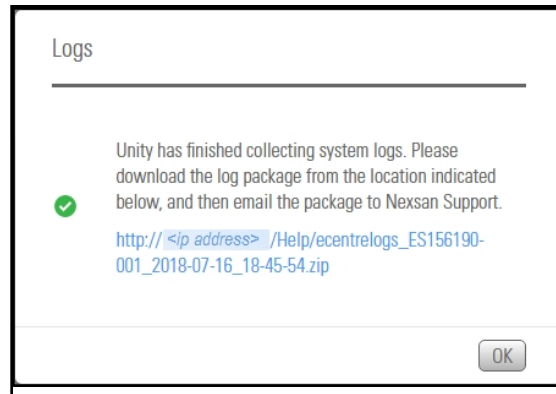 Logs
Unity has finished collecting system logs. Please
download the log package from the location indicated
below, and then email the package to Nexsan Support.
http:// <ip address> /Help/ecentrelogs_ES156190-
001_2018-07-16_18-45-54.zip
OK